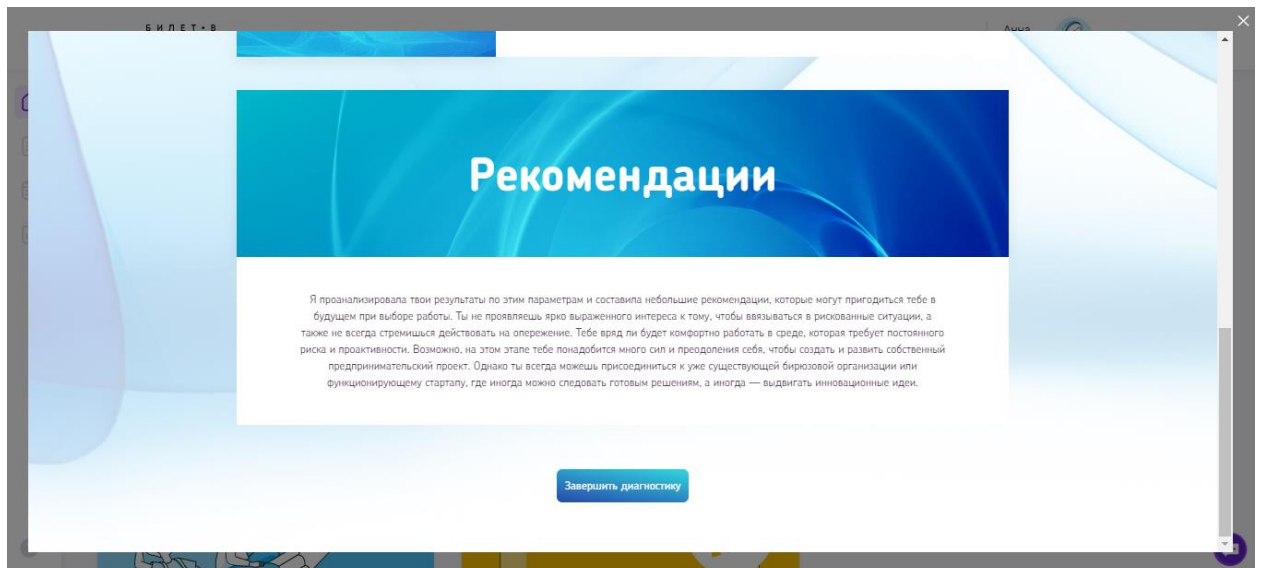 БИЛЕТ • В
Анна
Рекомендации
Я проанализировала твои результаты по этим параметрам и составила небольшие рекомендации, которые могут пригодиться тебе в
будущем при выборе работы. Ты не проявляешь ярко выраженного интереса к тому, чтобы ввязываться в рискованные ситуации, а
также не всегда стремишься действовать на опережение. Тебе вряд ли будет комфортно работать в среде, которая требует постоянного
риска и проактивности. Возможно, на этом этапе тебе понадобится много сил и преодоления себя, чтобы создать и развить собственный
предпринимательский проект. Однако ты всегда можешь присоединиться к уже существующей бирюзовой организации или
функционирующему стартапу, где иногда можно следовать готовым решениям, а иногда — выдвигать инновационные идеи.
Завершить диагностику